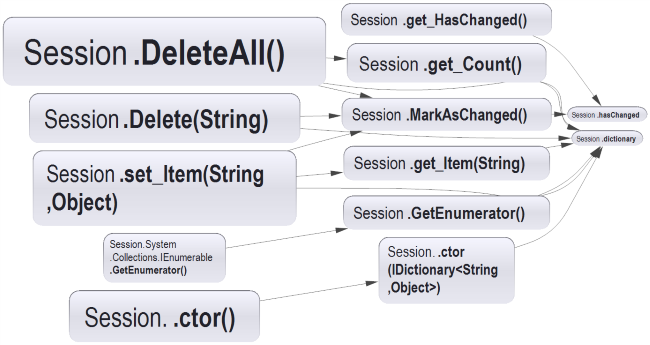 Session .get_HasChanged()
Session .DeleteAll()
Session .get_Count()
Session .Delete(String)
Session .MarkAsChanged()
Session .hasChanged
Session .dictionary
Session .set_Item(String
,Object)
Session .get_Item(String)
Session .GetEnumerator()
Session.System
.Collections.IEnumerable
.GetEnumerator()
Session. .ctor
(IDictionary<String
,Object>)
Session. .ctor()